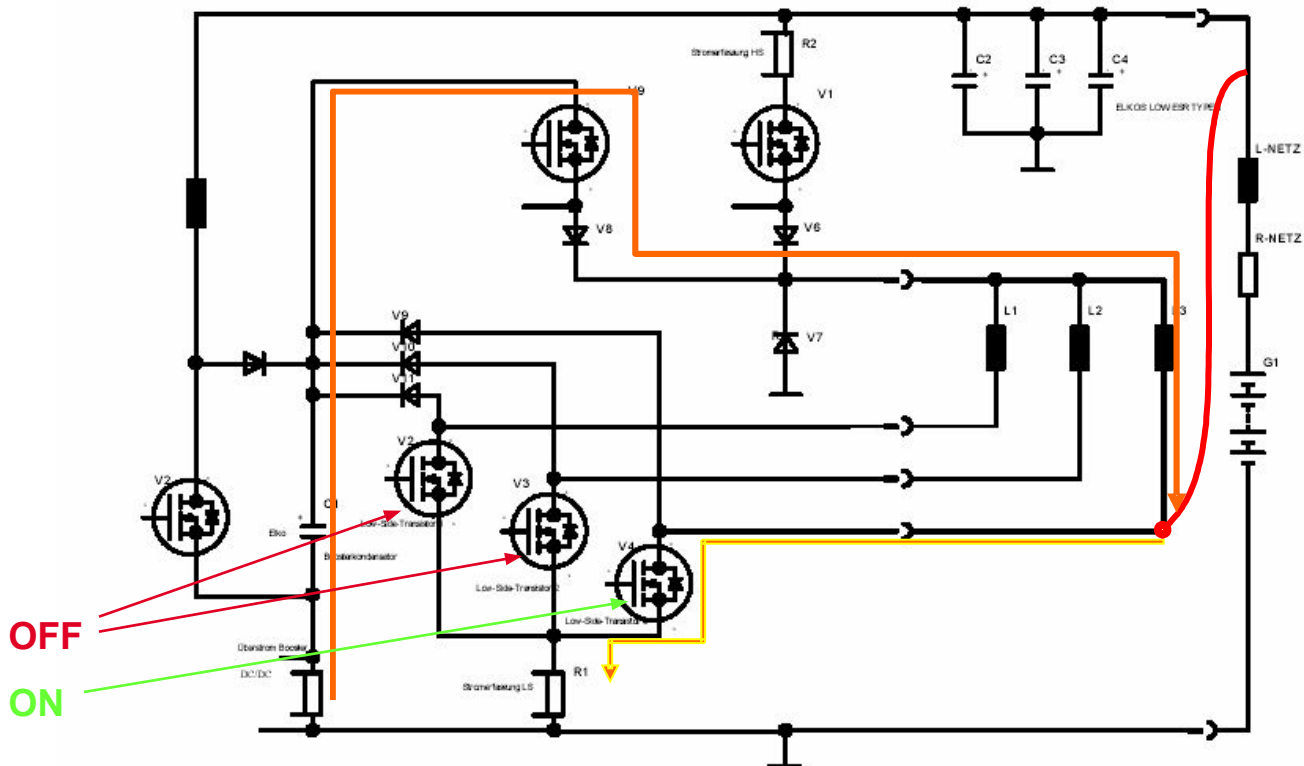 R2
Stromerfassung HS
V9
V1
C2
C3
C4
+
+
+
ELKOS LOW ESR TYPES
L-NETZ
R-NETZ
V8
V6
V9
V10
V11
V7
L1
L2
L3
G1
V2
V2
V3
C1
+
Elko
Low-Side-Transistor
Boosterkondensator
V4
Low-Side-Transistor 2
Low-Side-Transistor
OFF
Überstrom Booster
DC/DC
R1
Stromerfassung LS
ON